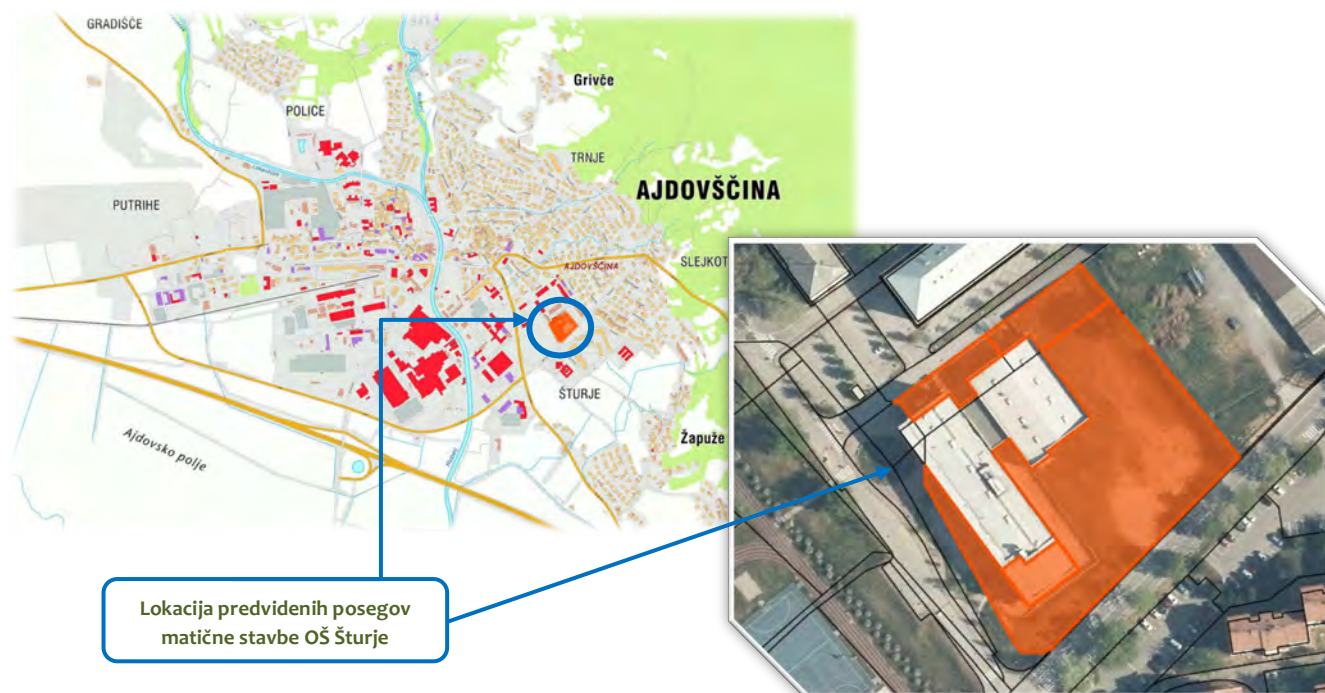 GRADIŠČE
Grivče
POLICE
TRNJE
AJDOVŠČINA
PUTRIHE
SLEJKOT
AJDOVŠČINA
ŠTURJE
Ajdovsko polje
Žapuže
Lokacija predvidenih posegov
matične stavbe OŠ Šturje